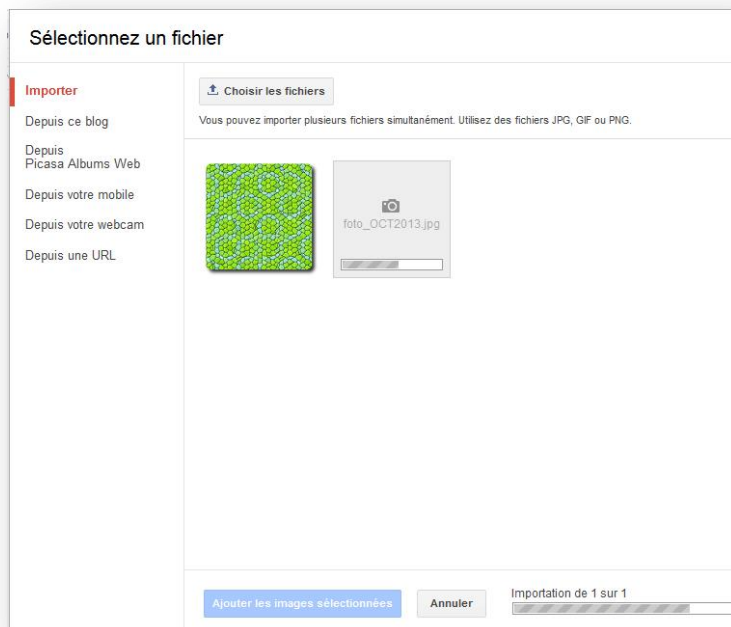 Sélectionnez un fichier
Importer
Depuis ce blog
Depuis
Picasa Albums Web
Depuis votre mobile
Depuis votre webcam
Depuis une URL
Choisir les fichiers
Vous pouvez importer plusieurs fichiers simultanément. Utilisez des fichiers JPG, GIF ou PNG.
foto_OCT2013.jpg
Ajouter les images sélectionnées
Annuler
Importation de 1 sur 1